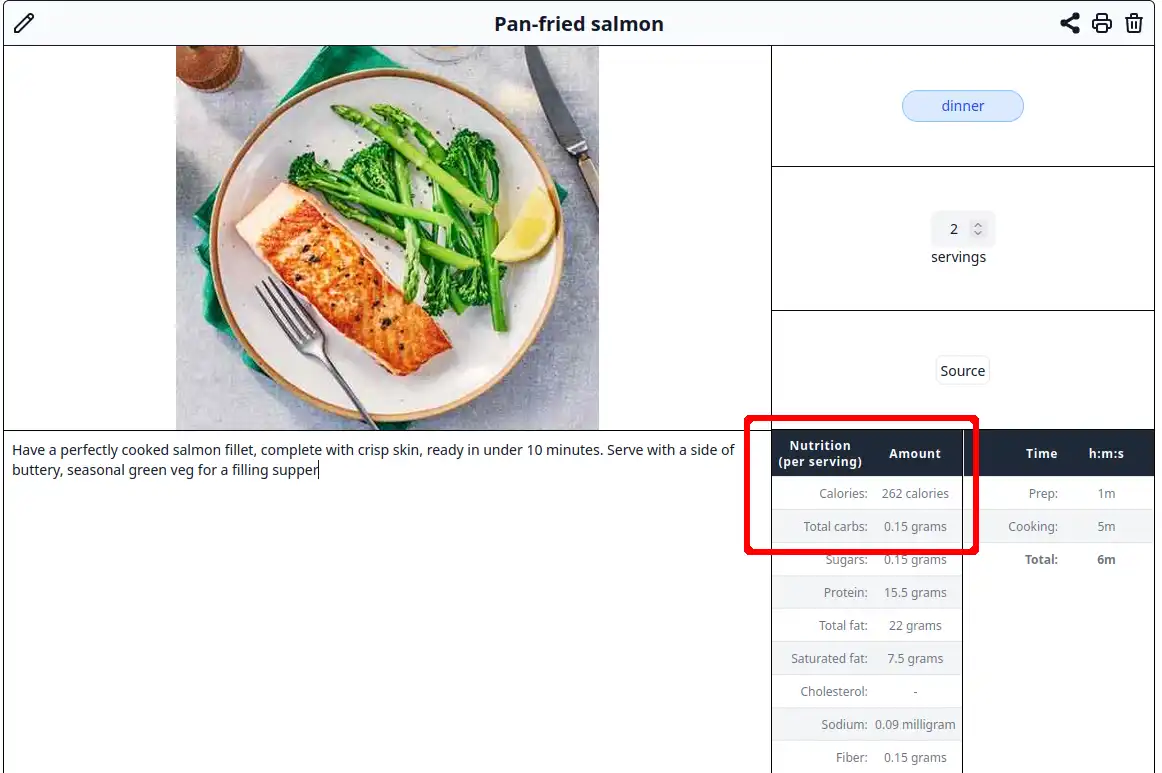 Pan-fried salmon
dinner
2
servings
Source
Have a perfectly cooked salmon fillet, complete with crisp skin, ready in under 10 minutes. Serve with a side of
buttery, seasonal green veg for a filling supper
Nutrition
(per serving) Amount
Calories: 262 calories
Total carbs: 0.15 grams
Sugars: 0.15 grams
Protein: 15.5 grams
Total fat: 22 grams
Saturated fat: 7.5 grams
Cholesterol: -
Sodium: 0.09 milligram
Fiber: 0.15 grams
Time h:m:s
Prep: 1m
Cooking: 5m
Total: 6m